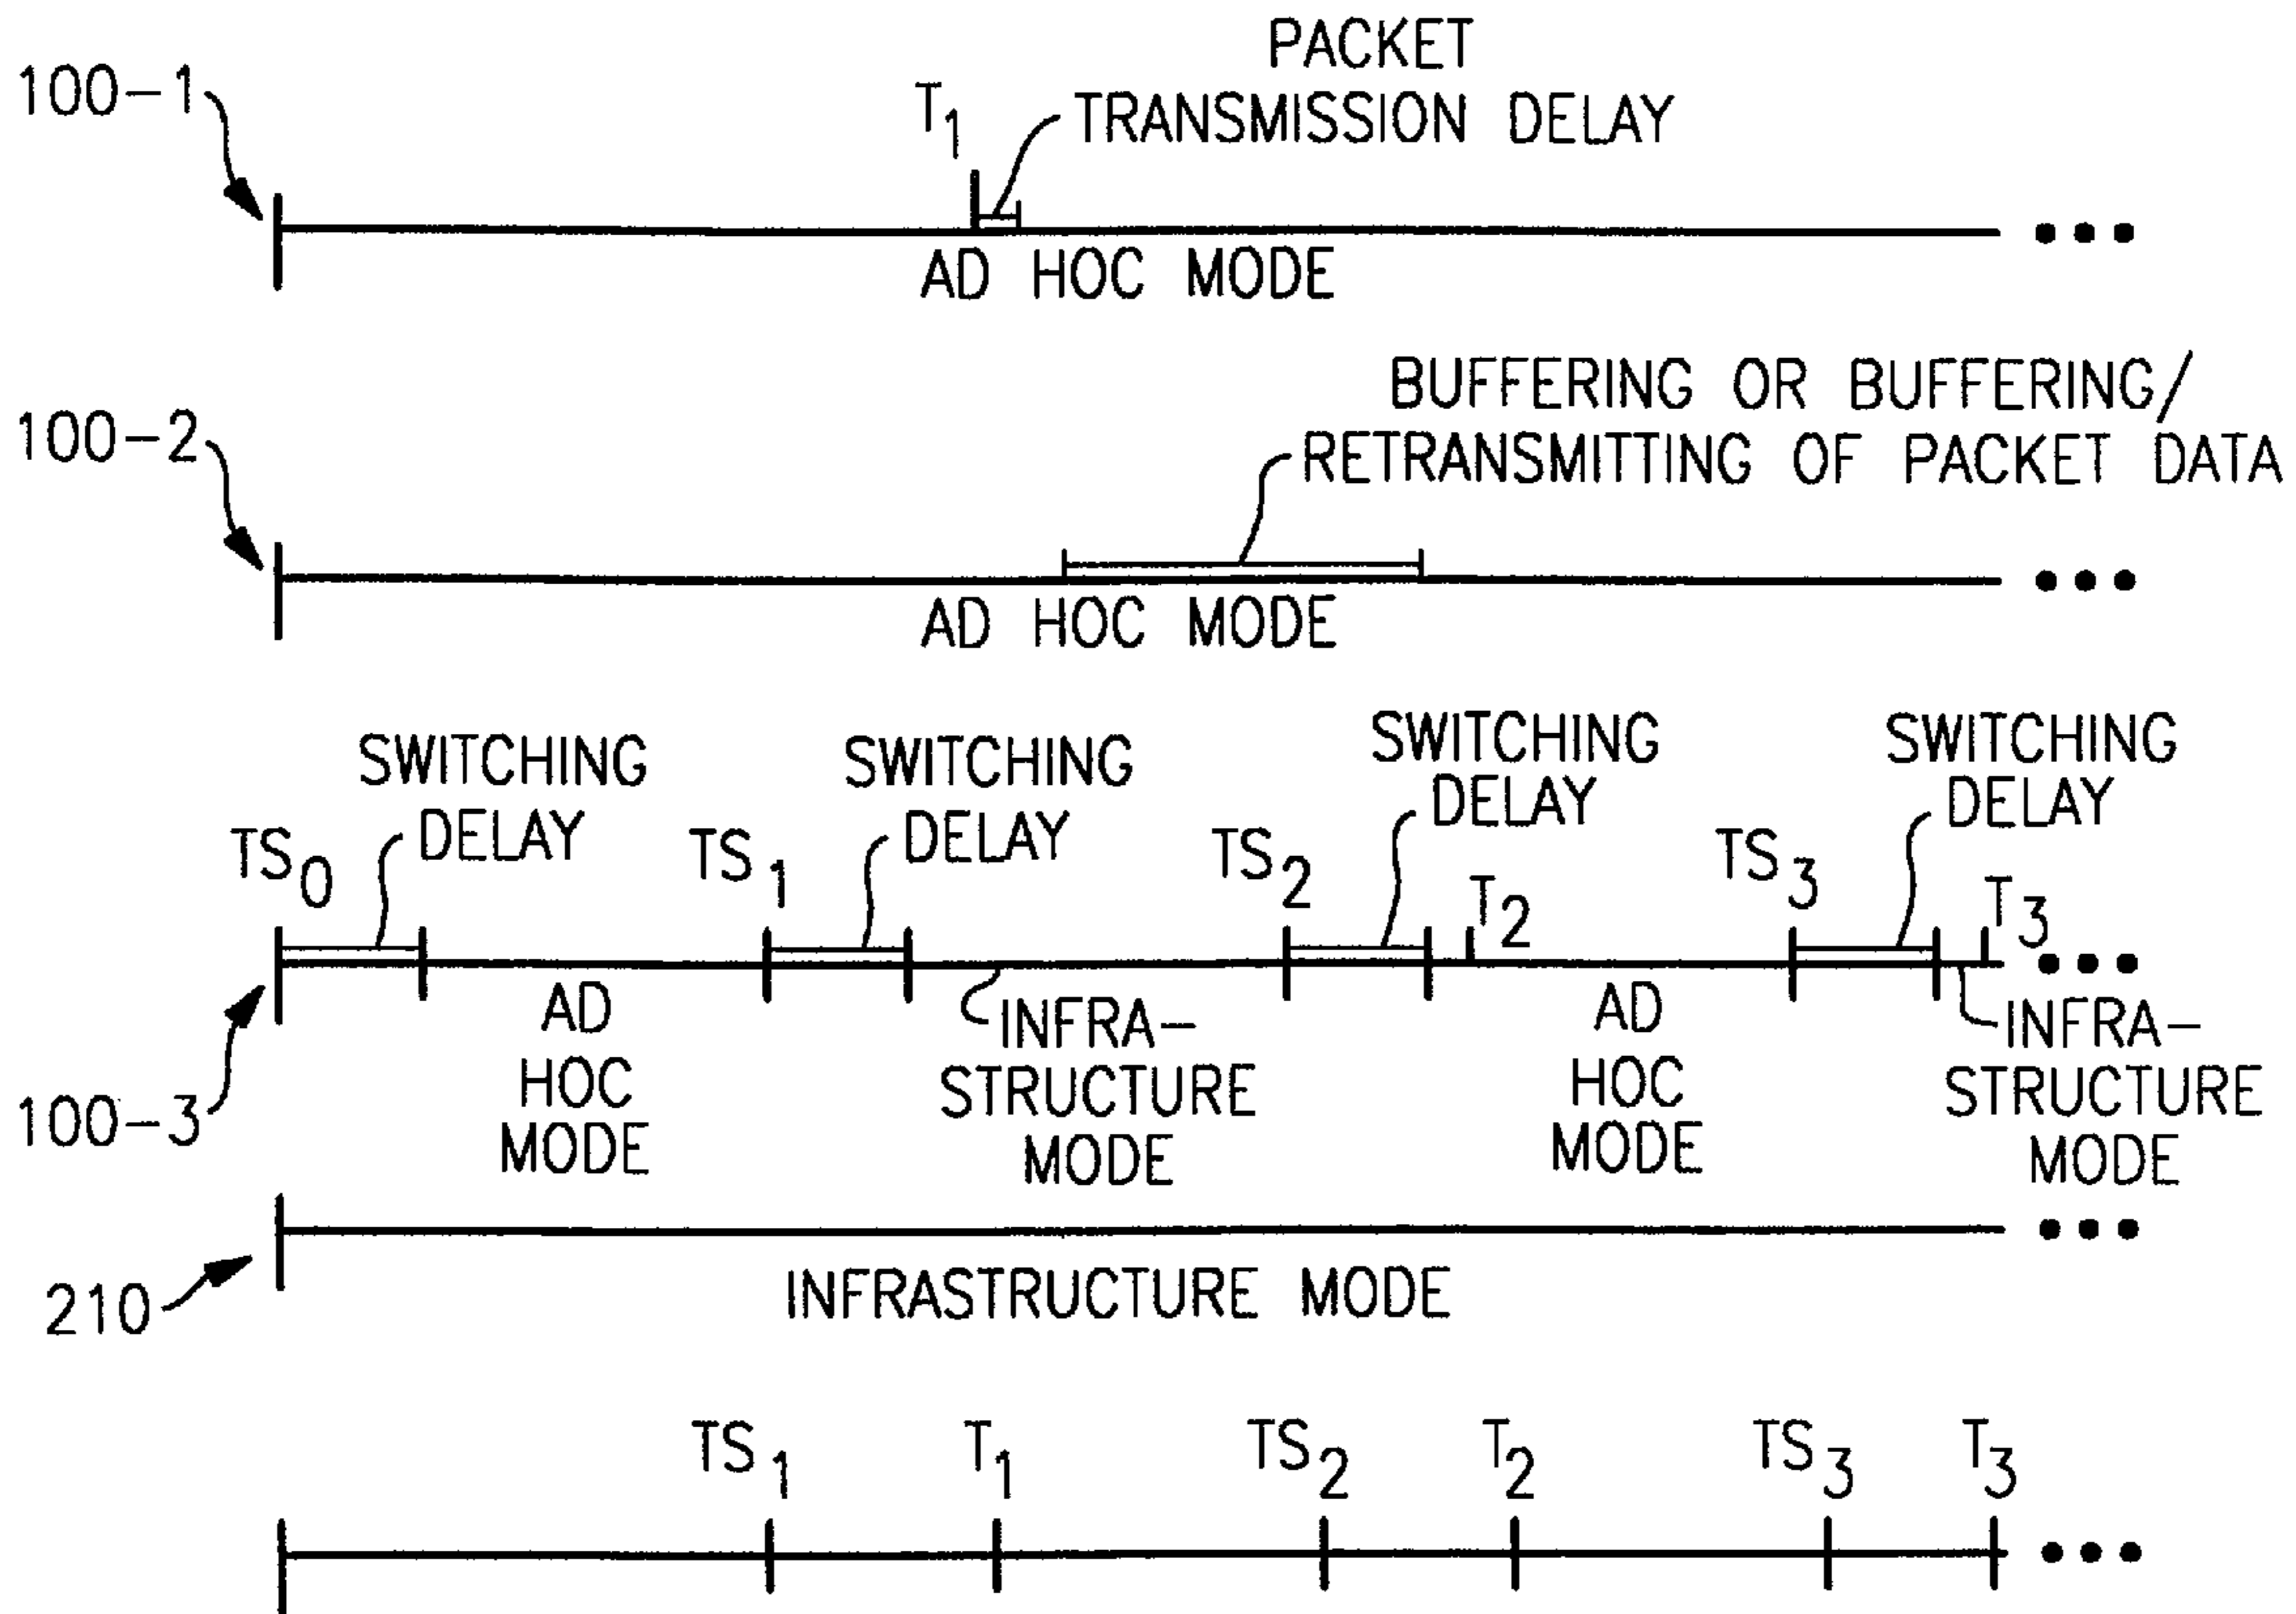 PACKET
100-1
T1
TRANSMISSION DELAY
AD HOC MODE
BUFFERING OR BUFFERING/
100-2
RETRANSMITTING OF PACKET DATA
AD HOC MODE
SWITCHING
DELAY
SWITCHING
DELAY
SWITCHING
DELAY
SWITCHING
DELAY
TS0
TS1
TS2
T2
TS3
T3
100-3
AD
HOC
MODE
INFRA-
STRUCTURE
MODE
AD
HOC
MODE
INFRA-
STRUCTURE
MODE
210
INFRASTRUCTURE MODE
TS1 T1 TS2 T2 TS3 T3